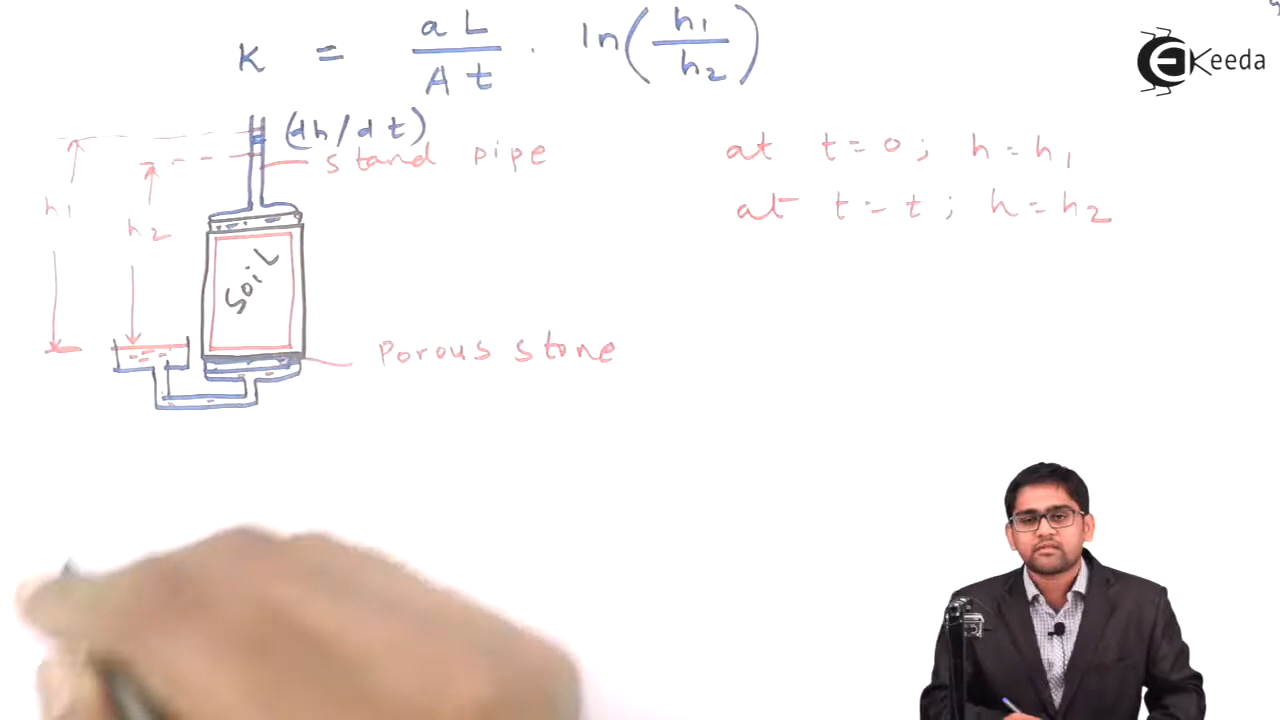 K = aL / At . ln(h1 / h2)
Keeda
(dh/dt)
stand pipe
at t=0; h=h1
at t=t; h=h2
h1
h2
Soil
Porous stone